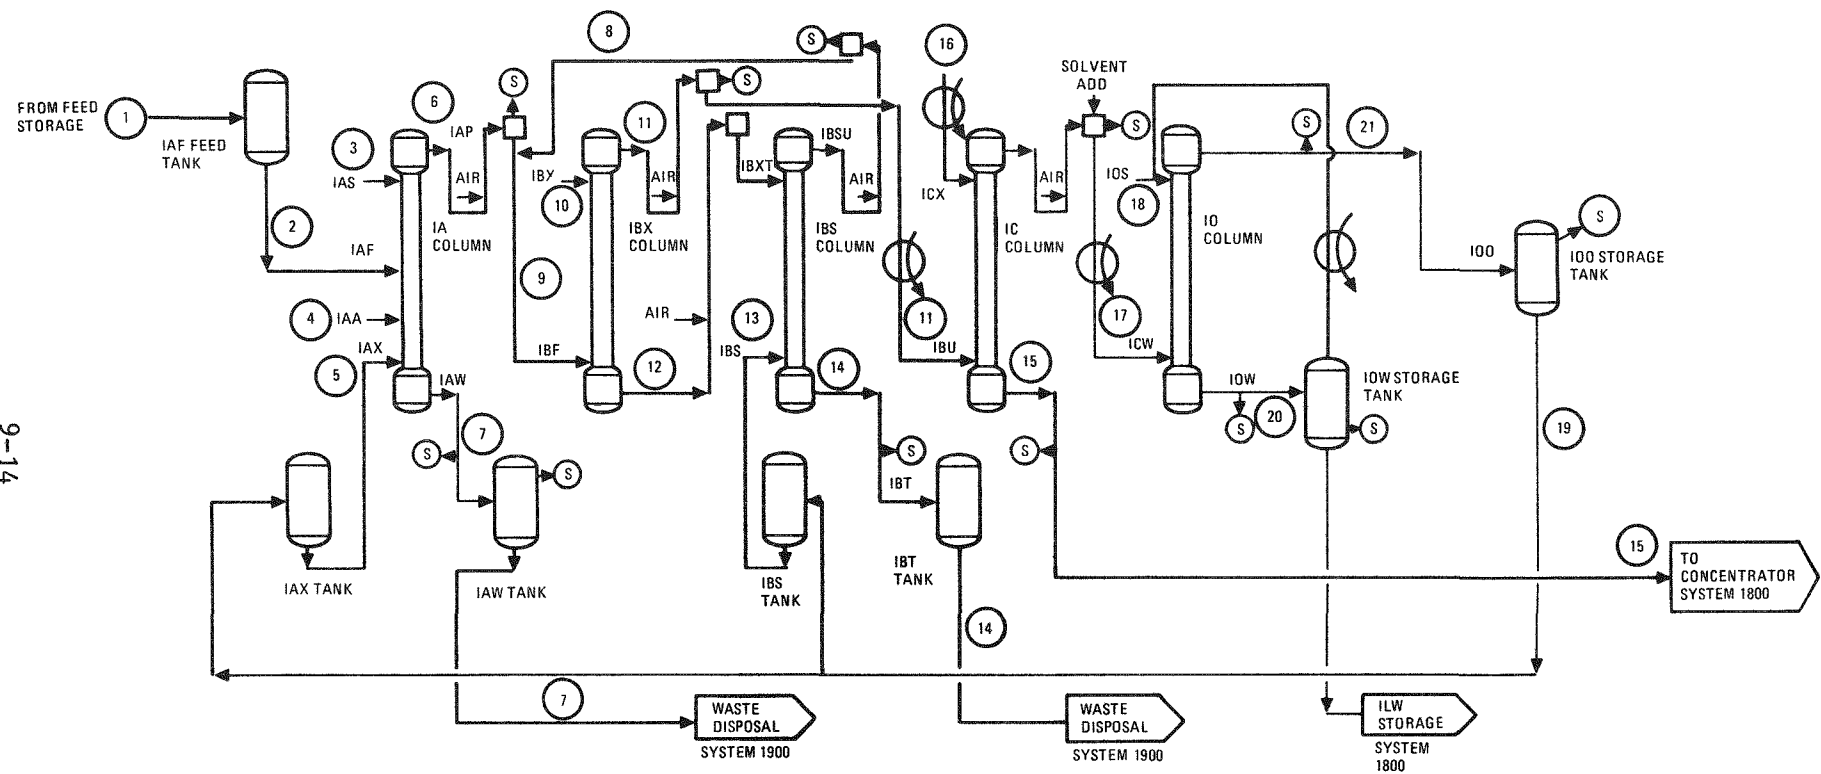 8
S
16
SOLVENT
ADD
FROM FEED
STORAGE
1
IAF FEED
TANK
6
S
S
11
S
S
21
3
IAP
IBSU
IAS
AIR
IBY
AIR
IBXT
AIR
ICX
AIR
IOS
10
18
2
IA
COLUMN
IBX
COLUMN
IBS
COLUMN
IC
COLUMN
IO
COLUMN
S
IAF
9
IOO
IOO STORAGE
TANK
4
IAA
AIR
13
11
17
IAX
IBF
IBS
IBU
ICW
5
IAW
12
14
15
IOW
IOW STORAGE
TANK
7
S
20
S
19
S
S
S
S
IBT
9-14
IAX TANK
IAW TANK
IBS
TANK
IBT
TANK
15
TO
CONCENTRATOR
SYSTEM 1800
14
7
WASTE
DISPOSAL
SYSTEM 1900
WASTE
DISPOSAL
SYSTEM 1900
ILW
STORAGE
SYSTEM
1800